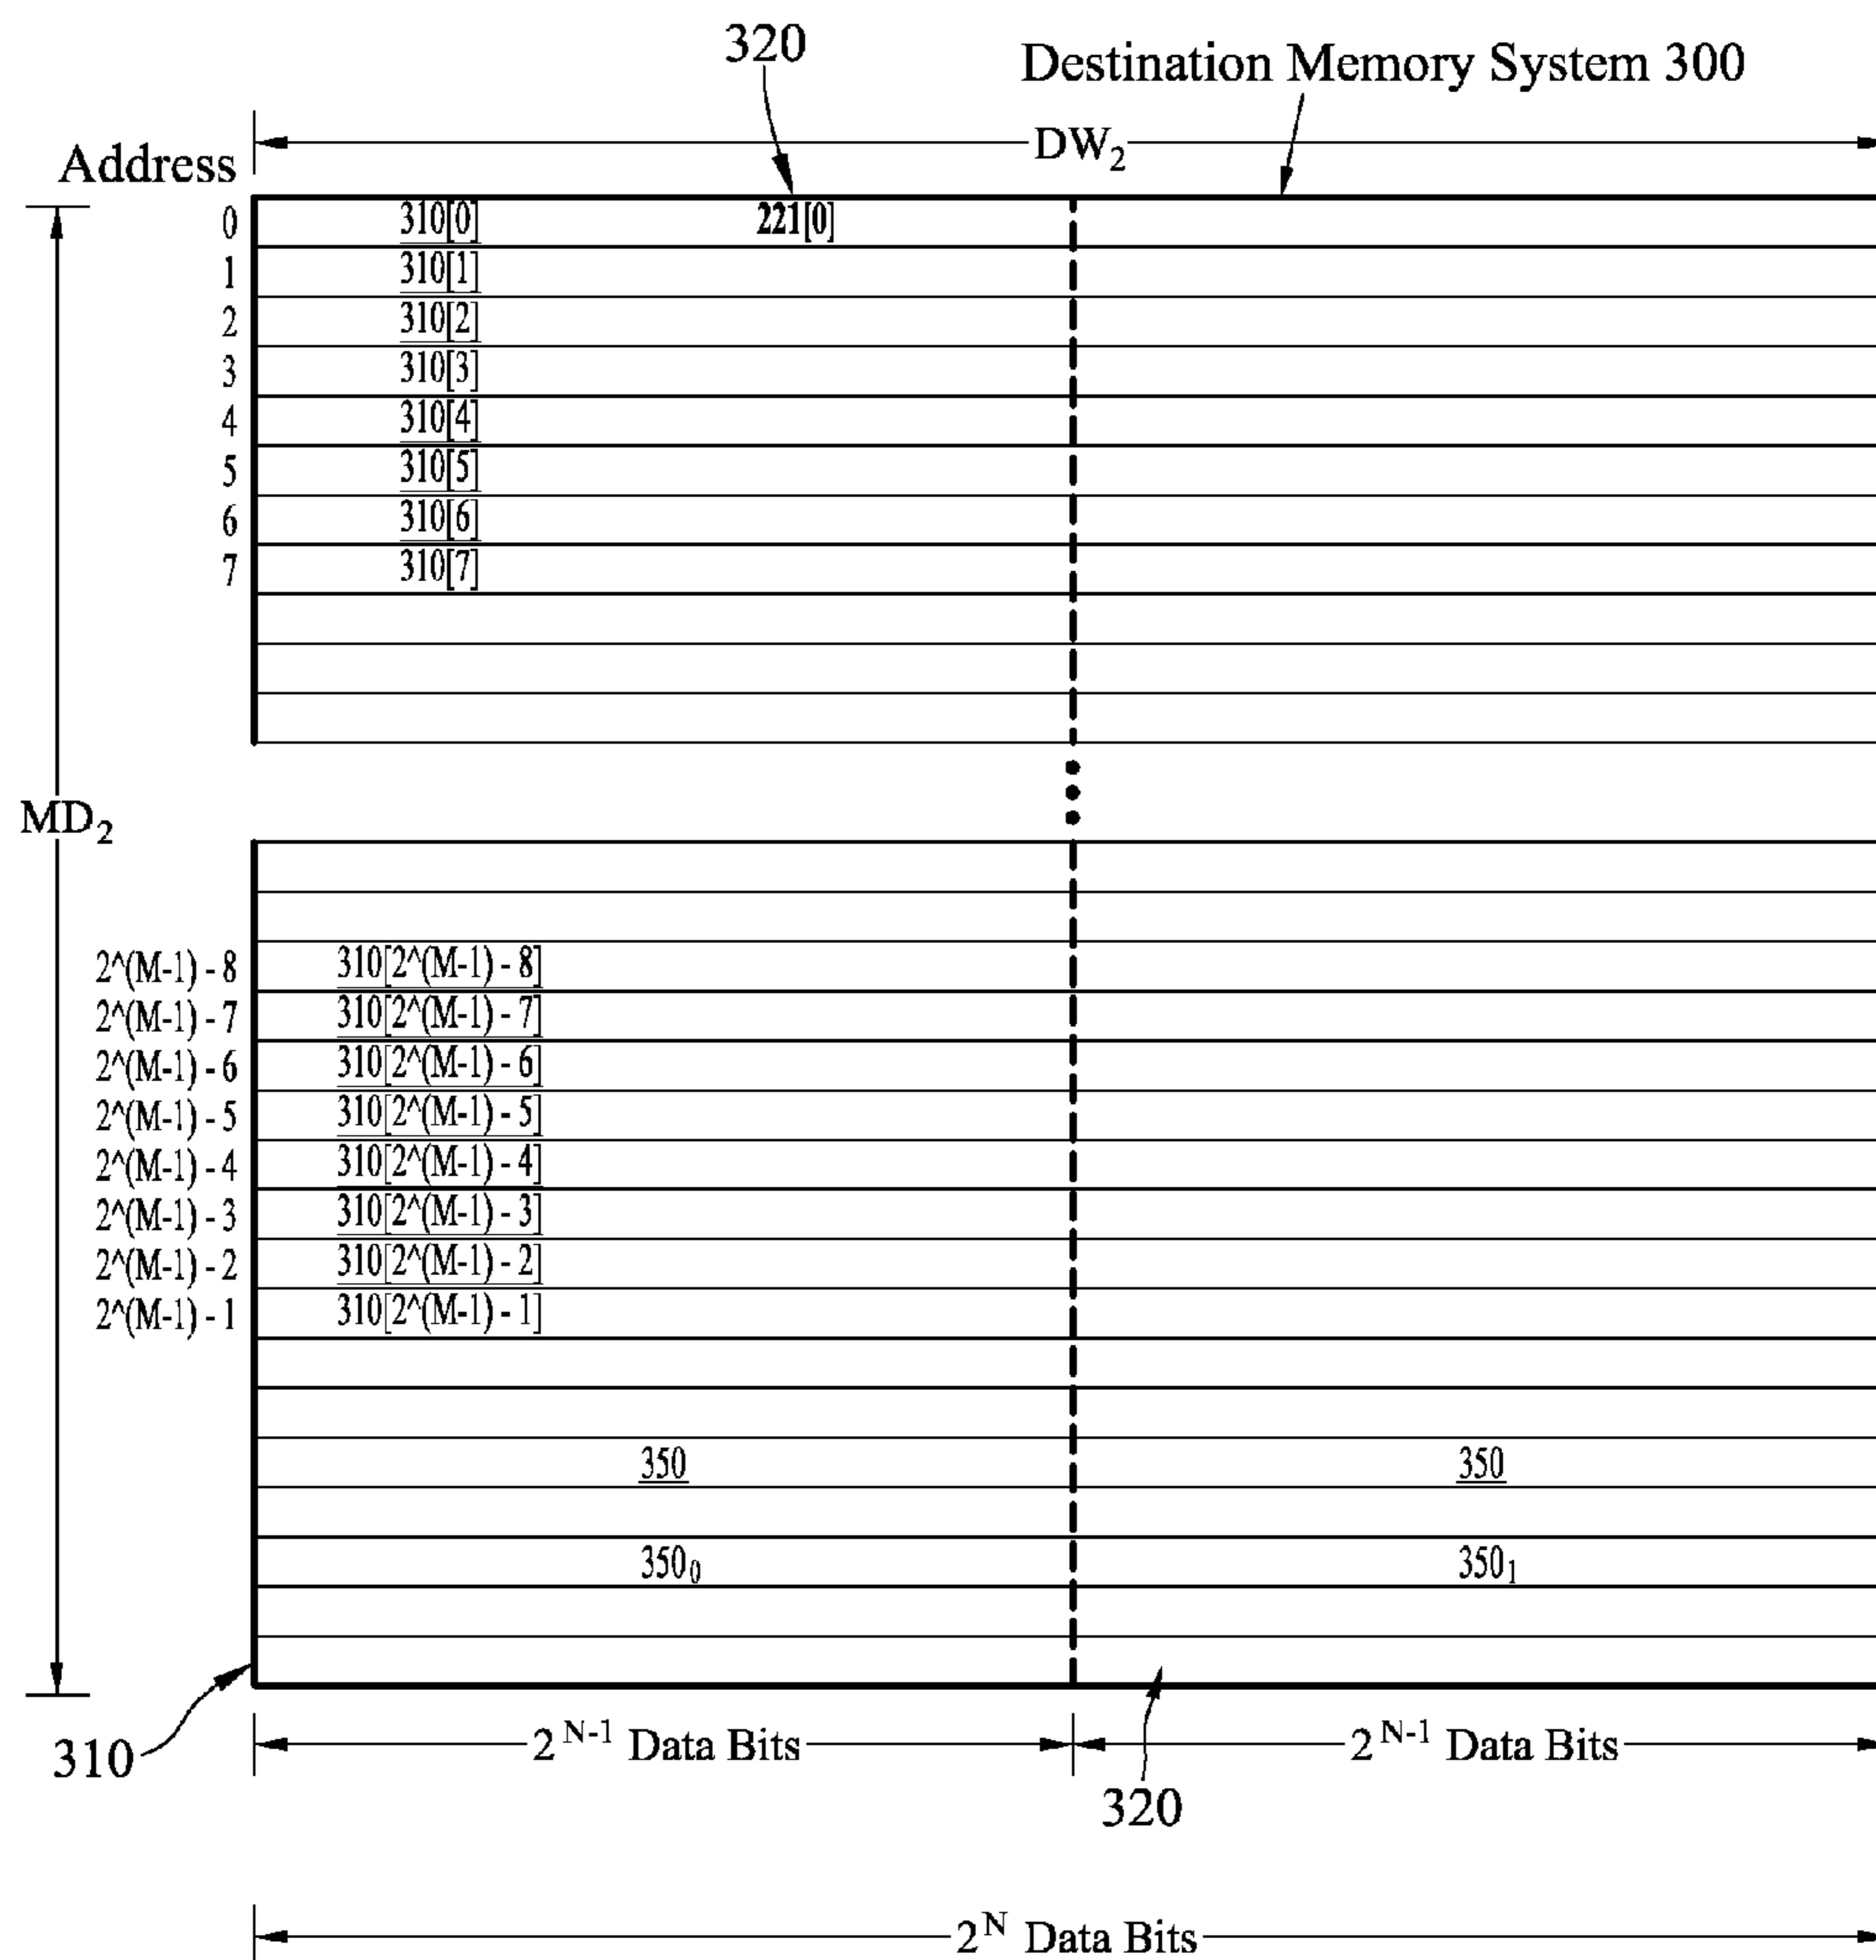 320
Destination Memory System 300
DW₂
Address
0 310[0] 221[0]
1 310[1]
2 310[2]
3 310[3]
4 310[4]
5 310[5]
6 310[6]
7 310[7]
MD₂
2^(M-1) - 8 310[2^(M-1) - 8]
2^(M-1) - 7 310[2^(M-1) - 7]
2^(M-1) - 6 310[2^(M-1) - 6]
2^(M-1) - 5 310[2^(M-1) - 5]
2^(M-1) - 4 310[2^(M-1) - 4]
2^(M-1) - 3 310[2^(M-1) - 3]
2^(M-1) - 2 310[2^(M-1) - 2]
2^(M-1) - 1 310[2^(M-1) - 1]
350 350
350₀ 350₁
310
2^N-1 Data Bits 2^N-1 Data Bits
320
2^N Data Bits